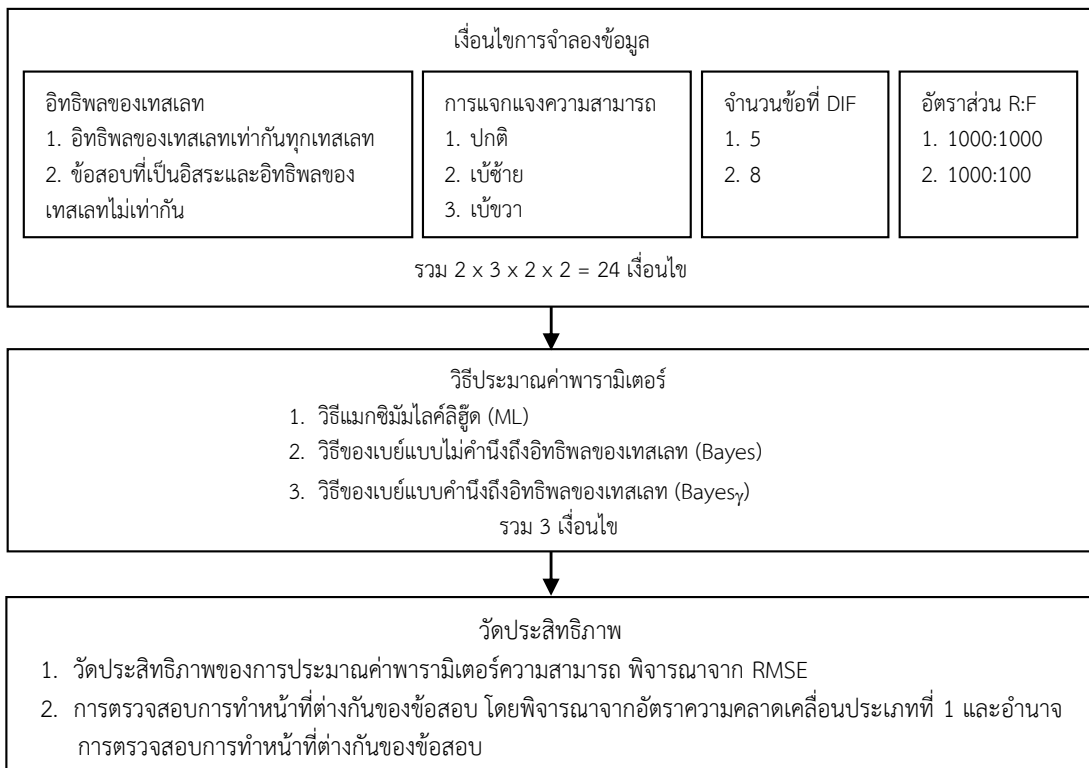 เงื่อนไขการจำลองข้อมูล
อิทธิพลของเทสเลท
1. อิทธิพลของเทสเลทเท่ากันทุกเทสเลท
2. ข้อสอบที่เป็นอิสระและอิทธิพลของ
เทสเลทไม่เท่ากัน
การแจกแจงความสามารถ
1. ปกติ
2. เบ้ซ้าย
3. เบ้ขวา
จำนวนข้อที่ DIF
1. 5
2. 8
อัตราส่วน R:F
1. 1000:1000
2. 1000:100
รวม 2 x 3 x 2 x 2 = 24 เงื่อนไข
วิธีประมาณค่าพารามิเตอร์
1. วิธีแมกซิมัมไลค์ลิฮู๊ด (ML)
2. วิธีของเบย์แบบไม่คำนึงถึงอิทธิพลของเทสเลท (Bayes)
3. วิธีของเบย์แบบคำนึงถึงอิทธิพลของเทสเลท (Bayesᵧ)
รวม 3 เงื่อนไข
วัดประสิทธิภาพ
1. วัดประสิทธิภาพของการประมาณค่าพารามิเตอร์ความสามารถ พิจารณาจาก RMSE
2. การตรวจสอบการทำหน้าที่ต่างกันของข้อสอบ โดยพิจารณาจากอัตราความคลาดเคลื่อนประเภทที่ 1 และอำนาจ
การตรวจสอบการทำหน้าที่ต่างกันของข้อสอบ